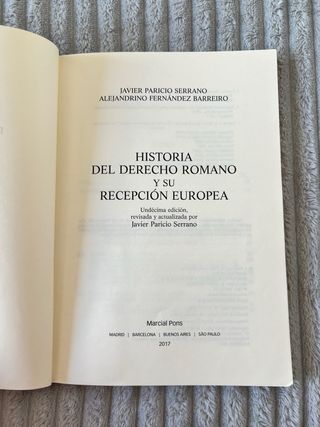 JAVIER PARICIO SERRANO
ALEJANDRINO FERNÁNDEZ BARREIRO
HISTORIA
DEL DERECHO ROMANO
Y SU
RECEPCIÓN EUROPEA
Undécima edición,
revisada y actualizada por
Javier Paricio Serrano
Marcial Pons
MADRID | BARCELONA | BUENOS AIRES | SÃO PAULO
2017